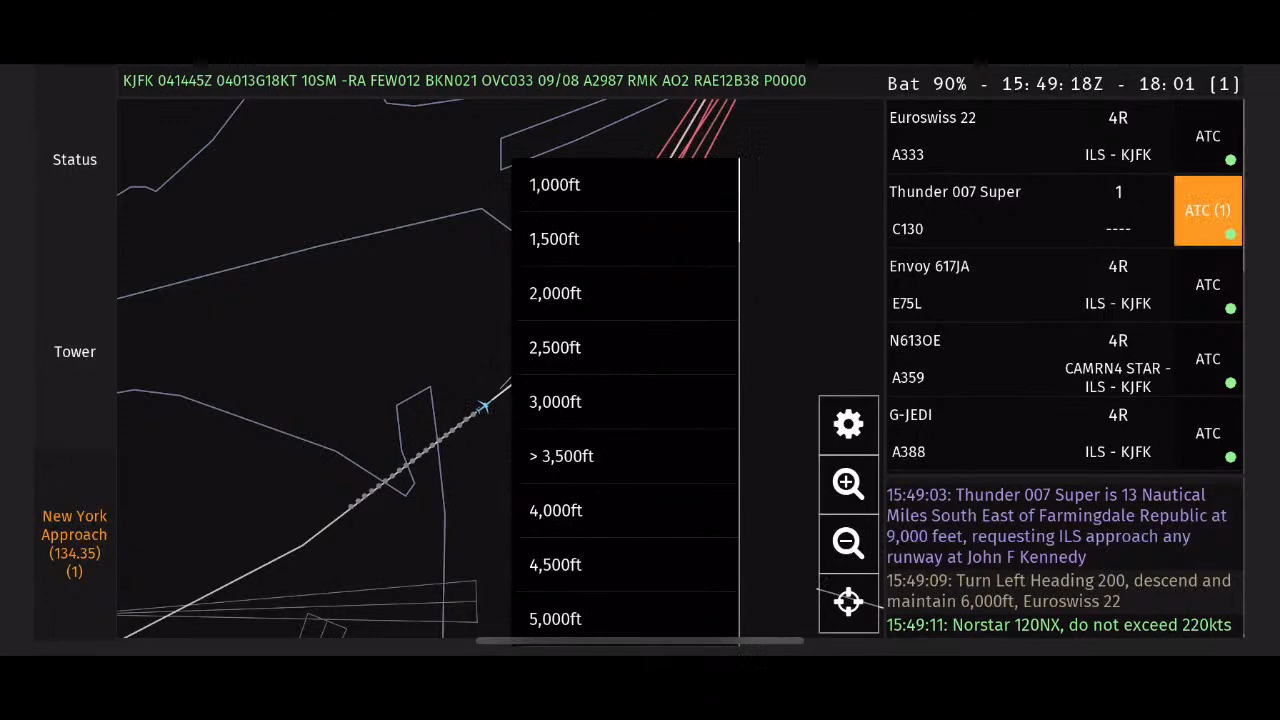 KJFK 041445Z 04013G18KT 10SM -RA FEW012 BKN021 OVC033 09/08 A2987 RMK AO2 RAE12B38 P0000
Bat 90% - 15:49:18Z - 18:01 [1]
Status
Tower
New York
Approach
(134.35)
(1)
1,000ft
1,500ft
2,000ft
2,500ft
3,000ft
> 3,500ft
4,000ft
4,500ft
5,000ft
Euroswiss 22
4R
A333
ILS - KJFK
ATC
Thunder 007 Super
1
C130
----
ATC (1)
Envoy 617JA
4R
E75L
ILS - KJFK
ATC
N613OE
4R
A359
CAMRN4 STAR -
ILS - KJFK
ATC
G-JEDI
4R
A388
ILS - KJFK
ATC
15:49:03: Thunder 007 Super is 13 Nautical
Miles South East of Farmingdale Republic at
9,000 feet, requesting ILS approach any
runway at John F Kennedy
15:49:09: Turn Left Heading 200, descend and
maintain 6,000ft, Euroswiss 22
15:49:11: Norstar 120NX, do not exceed 220kts